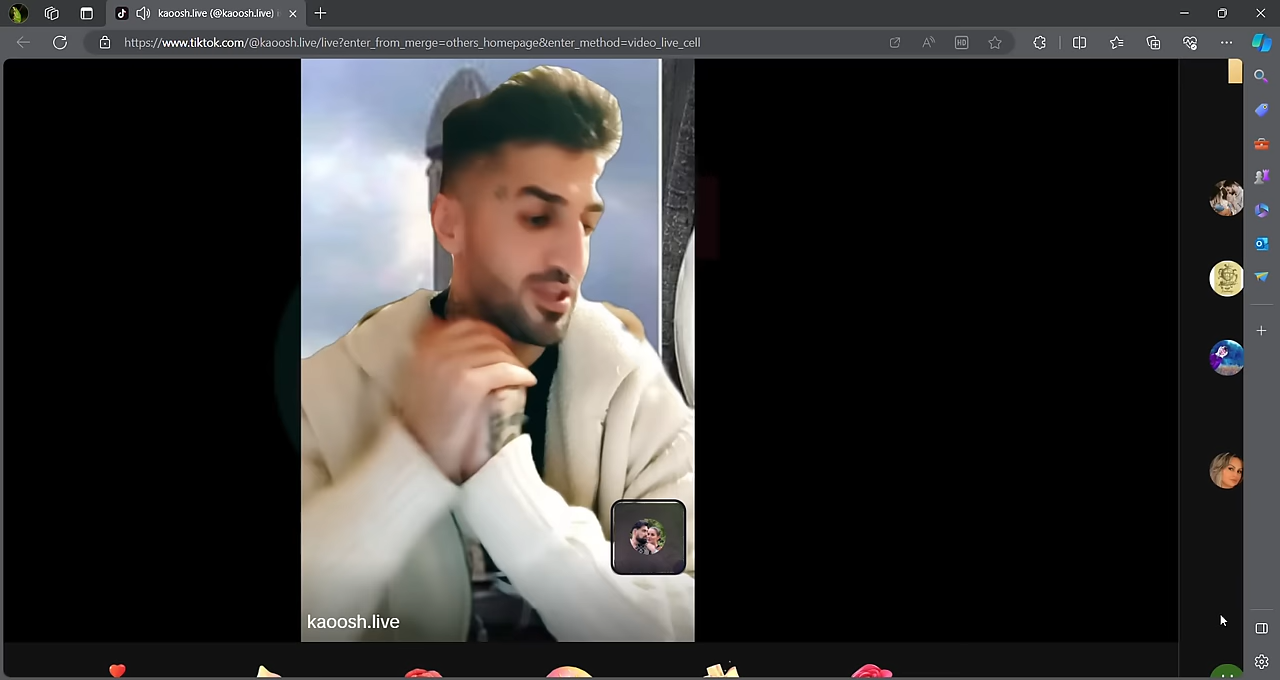 kaoosh.live (@kaoosh.live) i
https://www.tiktok.com/@kaoosh.live/live?enter_from_merge=others_homepage&enter_method=video_live_cell
kaoosh.live